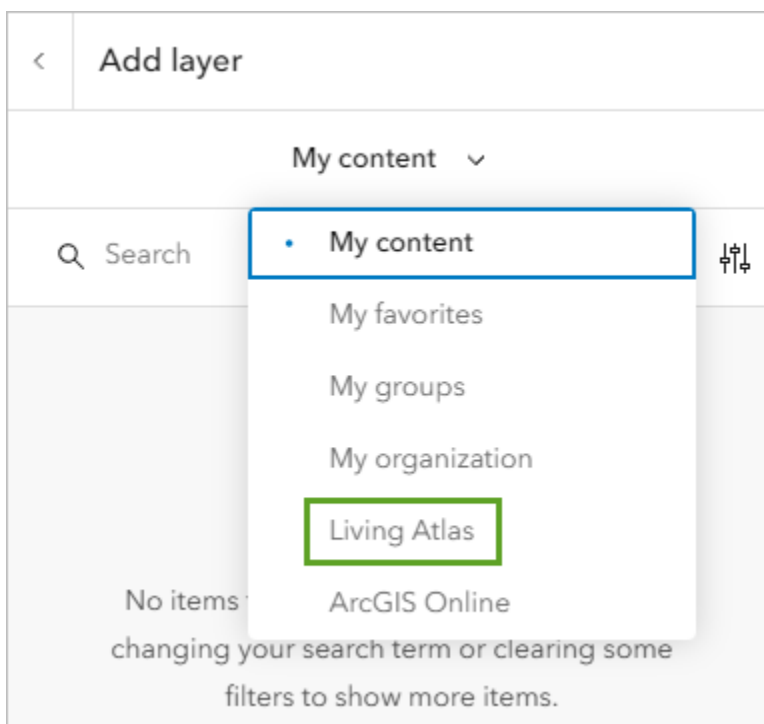 Add layer
My content
Search
My content
My favorites
My groups
My organization
Living Atlas
ArcGIS Online
No items
changing your search term or clearing some
filters to show more items.